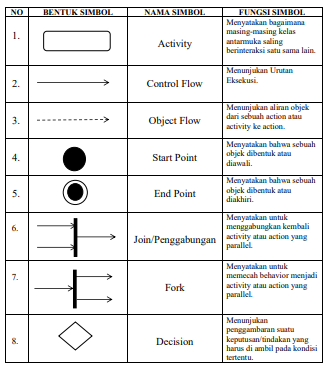 NO BENTUK SIMBOL NAMA SIMBOL FUNGSI SIMBOL
1. Activity
Menyatakan bagaimana
masing-masing kelas
antarmuka saling
berinteraksi satu sama lain.
2. Control Flow
Menunjukan Urutan
Eksekusi.
3. Object Flow
Menunjukan aliran objek
dari sebuah action atau
activity ke action.
4. Start Point
Menyatakan bahwa sebuah
objek dibentuk atau
diawali.
5. End Point
Menyatakan bahwa sebuah
objek dibentuk atau
diakhiri.
6. Join/Penggabungan
Menyatakan untuk
menggabungkan kembali
activity atau action yang
parallel.
7. Fork
Menyatakan untuk
memecah behavior menjadi
activity atau action yang
parallel.
8. Decision
Menunjukan
penggambaran suatu
keputusan/tindakan yang
harus di ambil pada kondisi
tertentu.